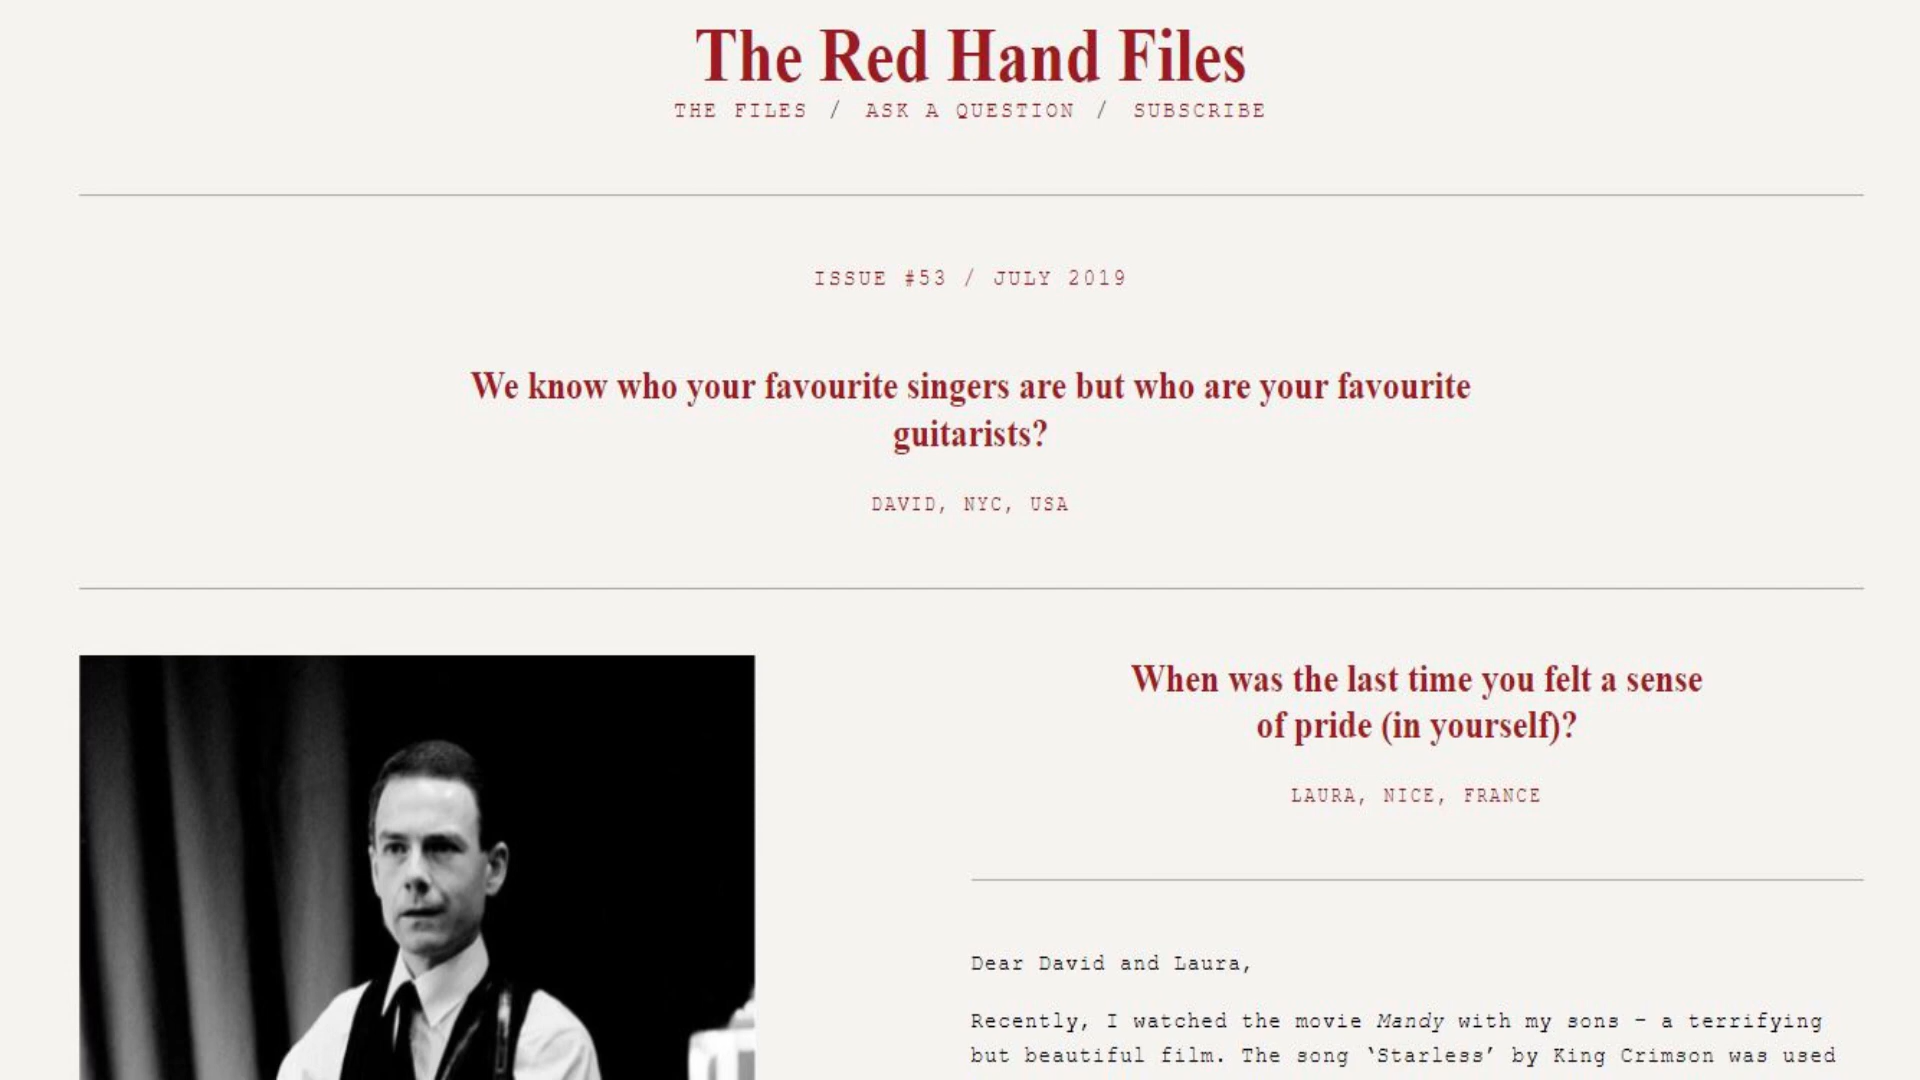 The Red Hand Files
THE FILES / ASK A QUESTION / SUBSCRIBE
ISSUE #53 / JULY 2019
We know who your favourite singers are but who are your favourite
guitarists?
DAVID, NYC, USA
When was the last time you felt a sense
of pride (in yourself)?
LAURA, NICE, FRANCE
Dear David and Laura,
Recently, I watched the movie Mandy with my sons – a terrifying
but beautiful film. The song ‘Starless’ by King Crimson was used